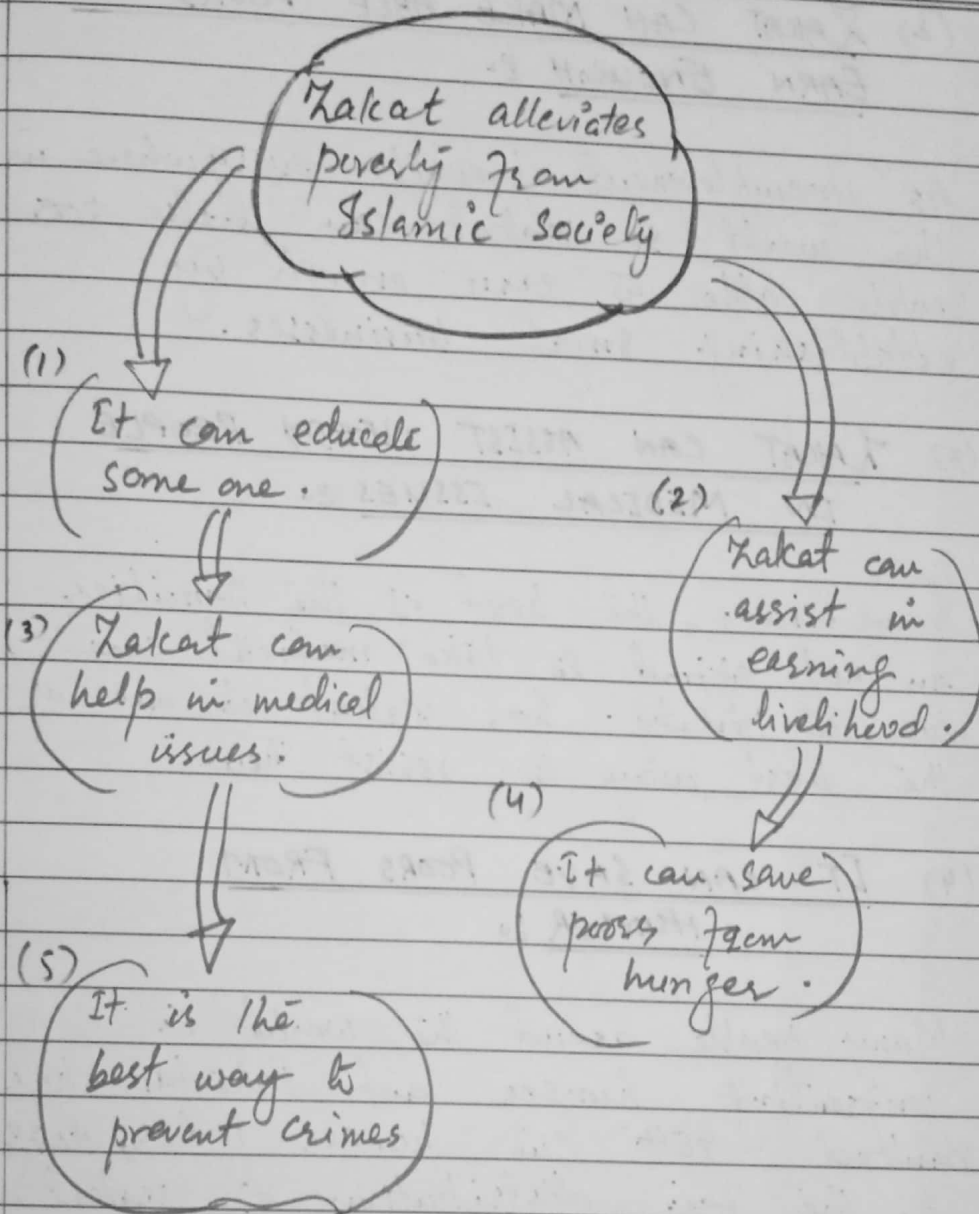 Zakat alleviates
poverty from
Islamic society
(1)
It can educate
some one.
(2)
Zakat can
assist in
earning
livelihood.
(3)
Zakat can
help in medical
issues.
(4)
It can save
poors from
hunger.
(5)
It is the
best way to
prevent crimes